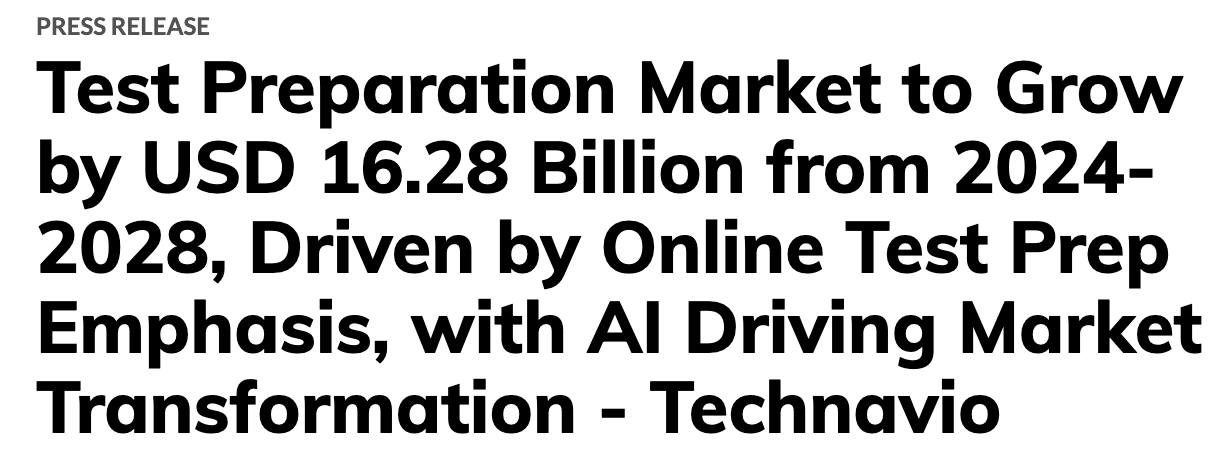 PRESS RELEASE
Test Preparation Market to Grow
by USD 16.28 Billion from 2024-
2028, Driven by Online Test Prep
Emphasis, with AI Driving Market
Transformation - Technavio